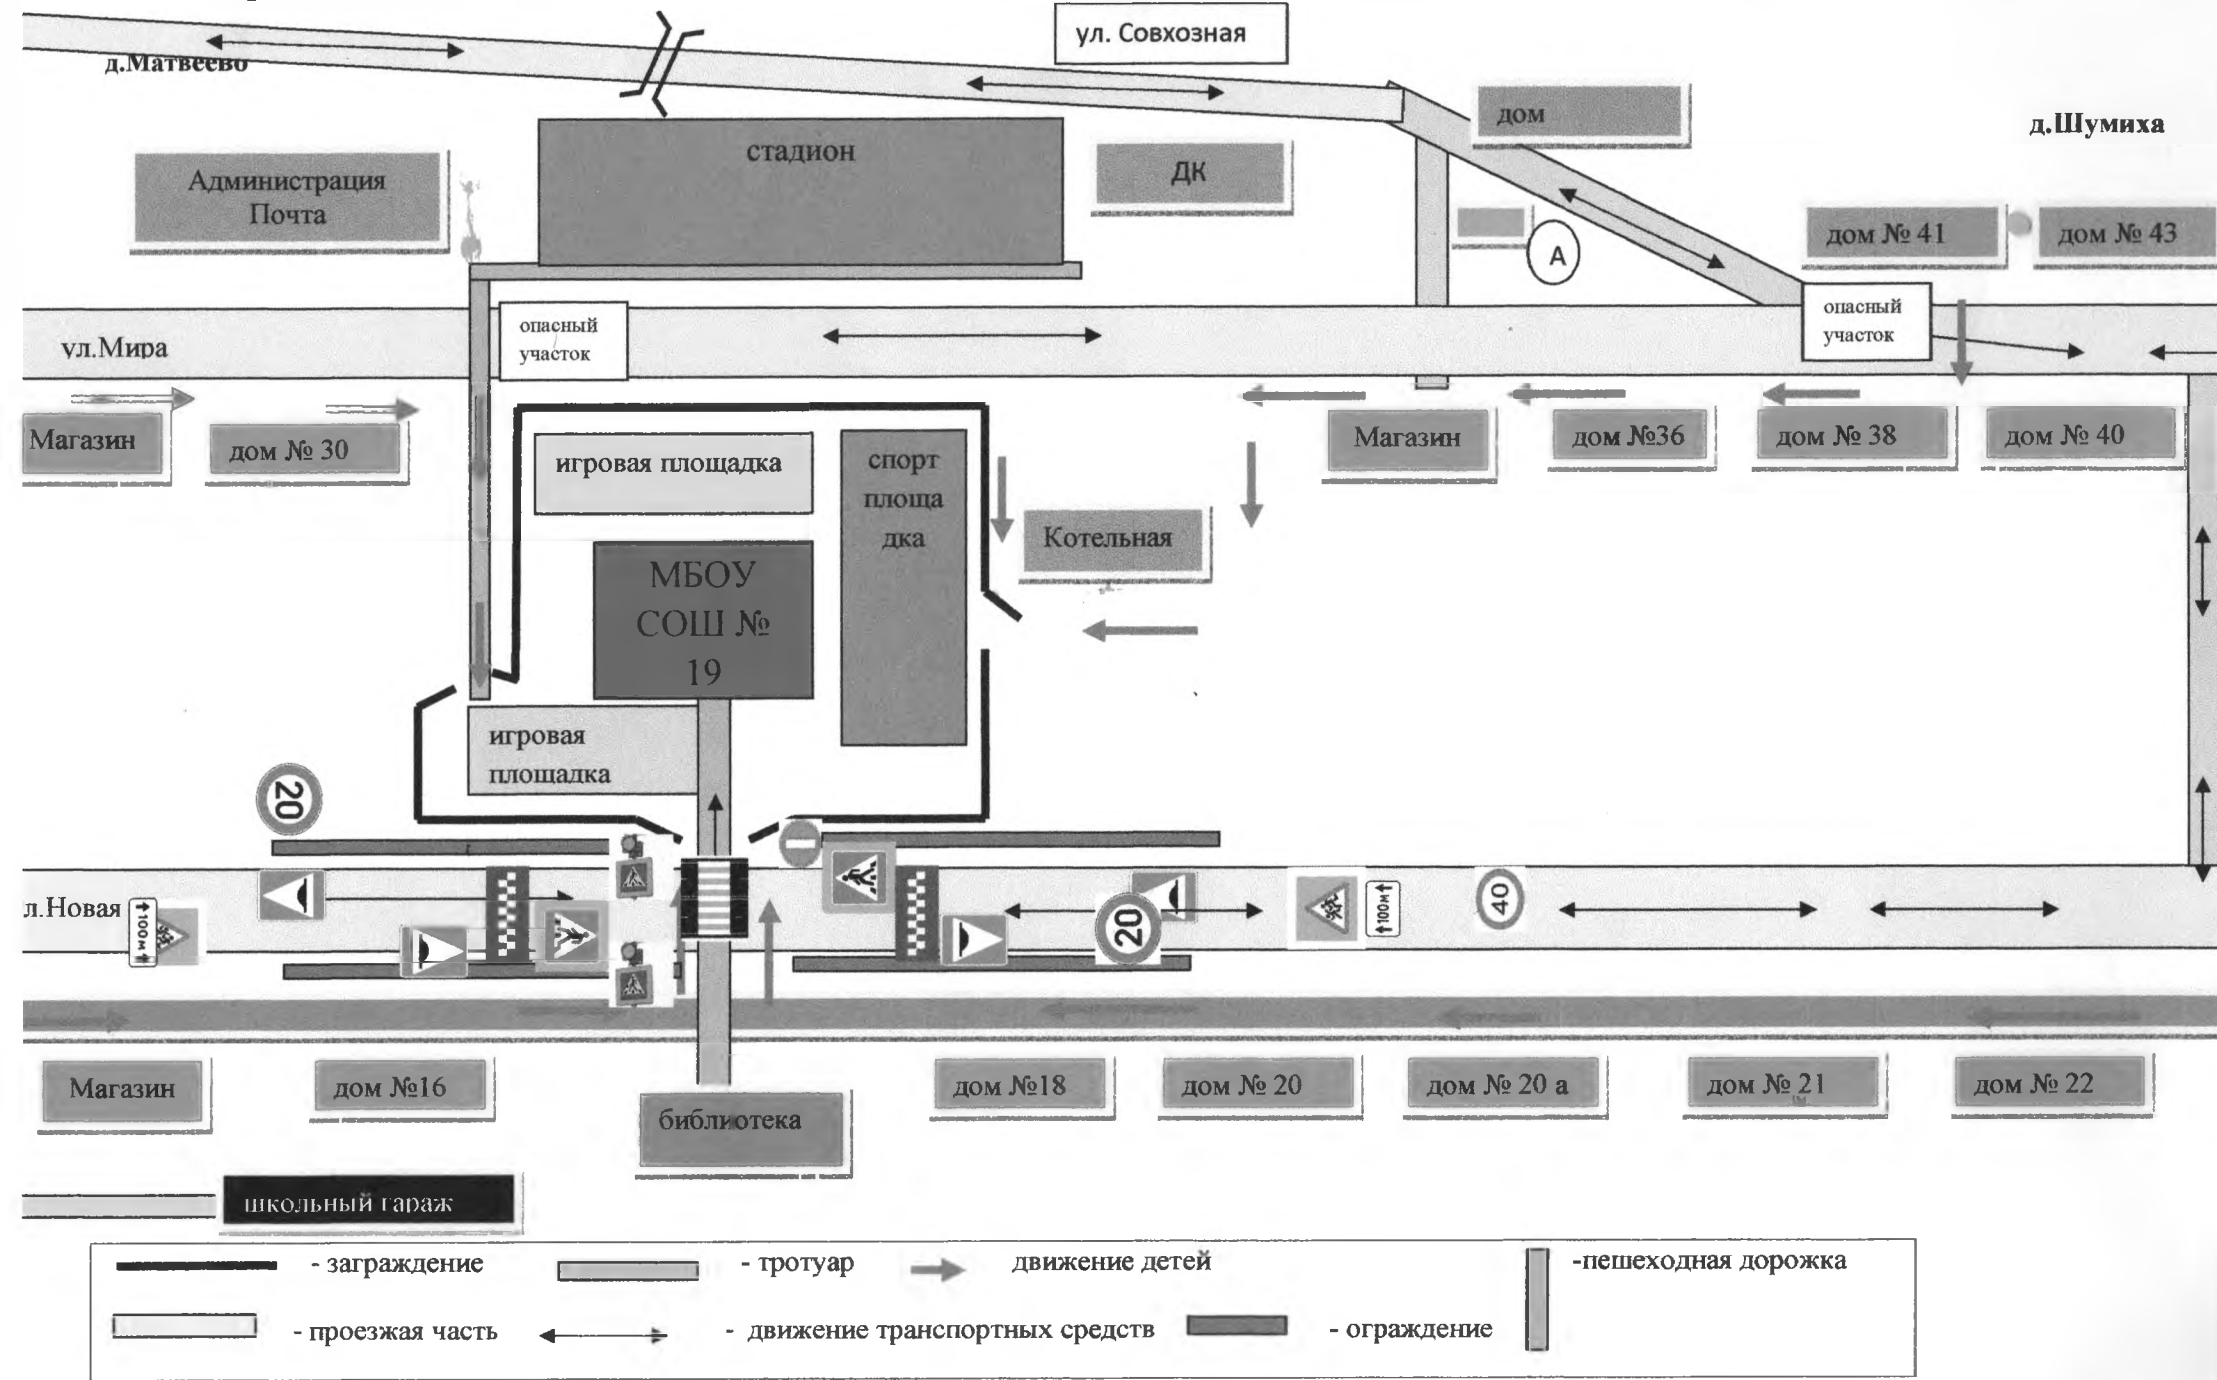 ул. Совхозная
д.Матвеево
дом
д.Шумиха
стадион
ДК
Администрация
Почта
дом № 41
дом № 43
А
опасный
участок
опасный
участок
ул.Мира
Магазин
дом № 30
игровая площадка
спорт
площа
дка
Магазин
дом №36
дом № 38
дом № 40
Котельная
МБОУ
СОШ №
19
игровая
площадка
20
л.Новая
100м
20
100м
40
Магазин
дом №16
библиотека
дом №18
дом № 20
дом № 20 а
дом № 21
дом № 22
школьный гараж
- заграждение
- тротуар
движение детей
-пешеходная дорожка
- проезжая часть
- движение транспортных средств
- ограждение